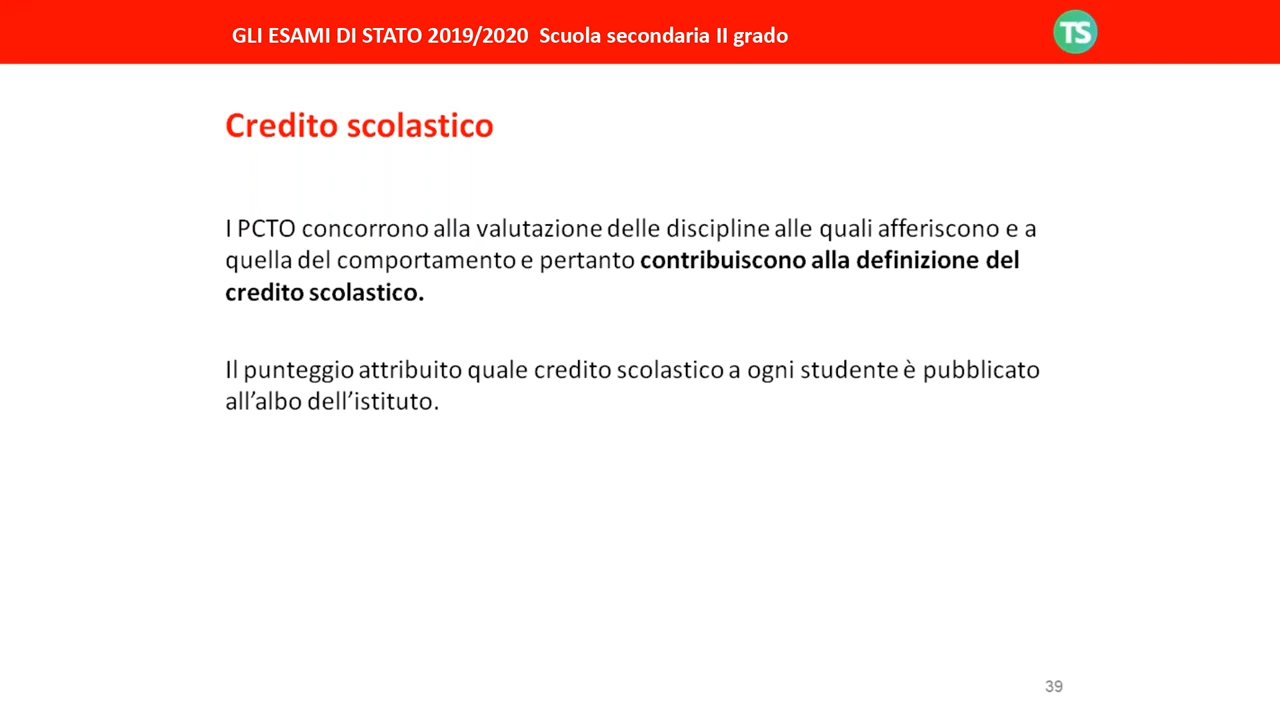 GLI ESAMI DI STATO 2019/2020 Scuola secondaria II grado
TS
Credito scolastico
I PCTO concorrono alla valutazione delle discipline alle quali afferiscono e a
quella del comportamento e pertanto contribuiscono alla definizione del
credito scolastico.
Il punteggio attribuito quale credito scolastico a ogni studente è pubblicato
all’albo dell’istituto.
39